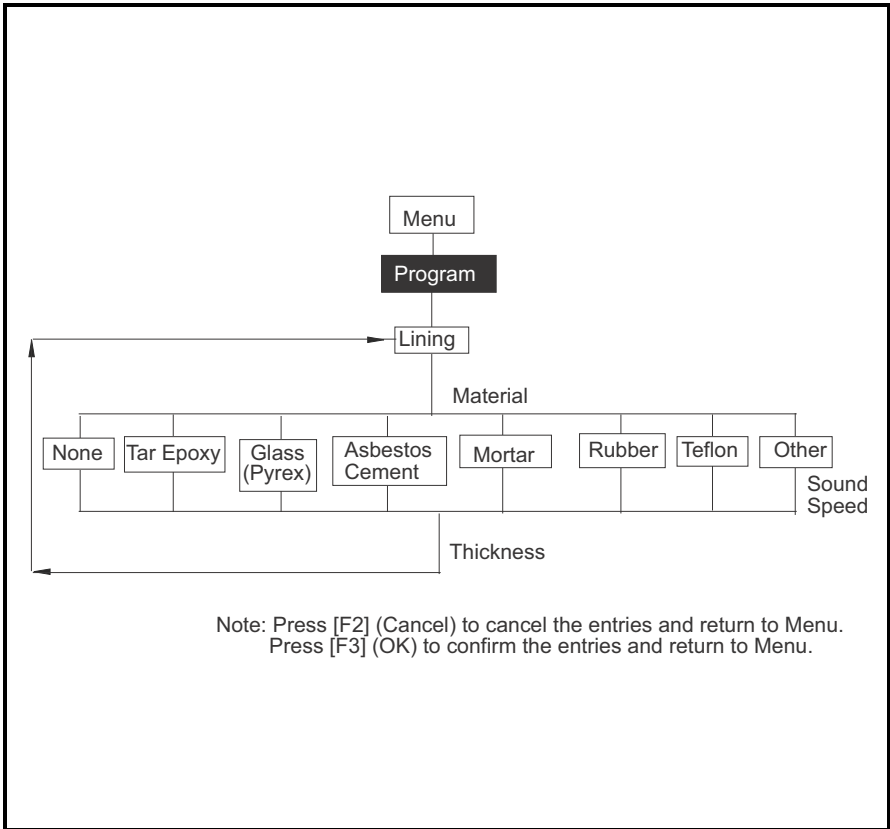 Menu
Program
Lining
Material
None
Tar Epoxy
Glass
(Pyrex)
Asbestos
Cement
Mortar
Rubber
Teflon
Other
Sound
Speed
Thickness
Note: Press [F2] (Cancel) to cancel the entries and return to Menu.
Press [F3] (OK) to confirm the entries and return to Menu.